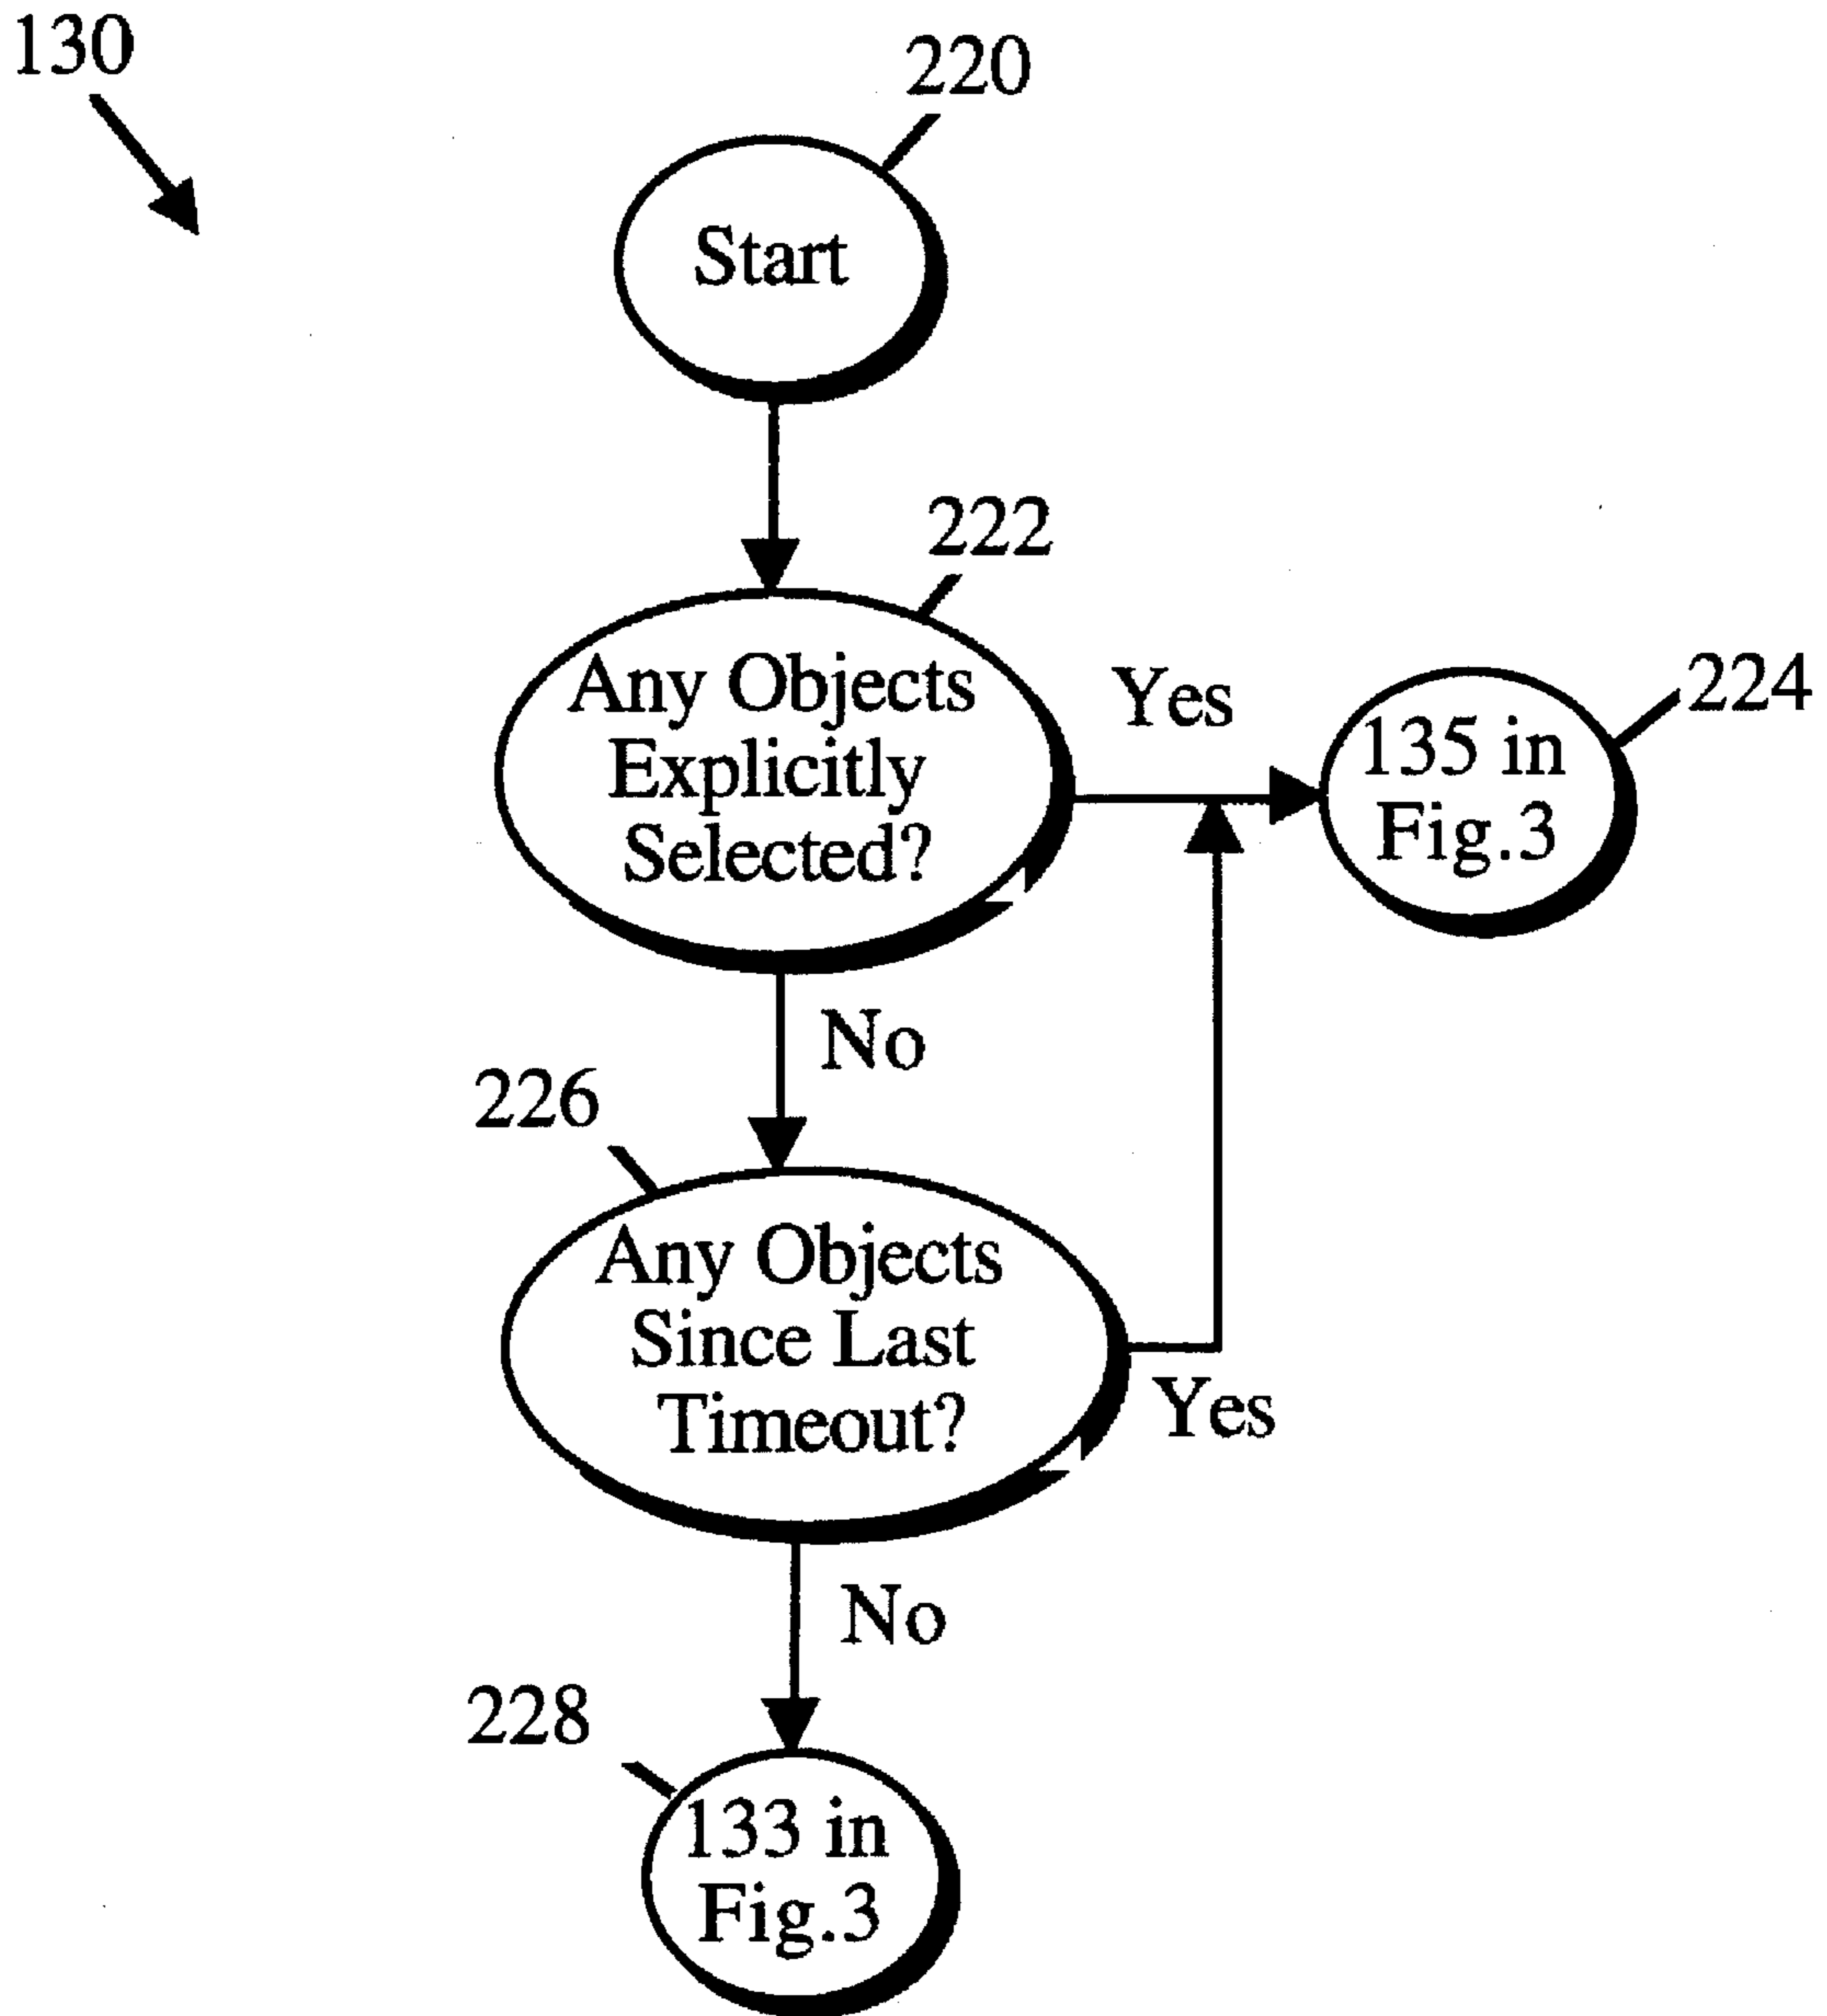 130
220
Start
222
Any Objects
Explicitly
Selected?
Yes
224
135 in
Fig.3
No
226
Any Objects
Since Last
Timeout?
Yes
No
228
133 in
Fig.3